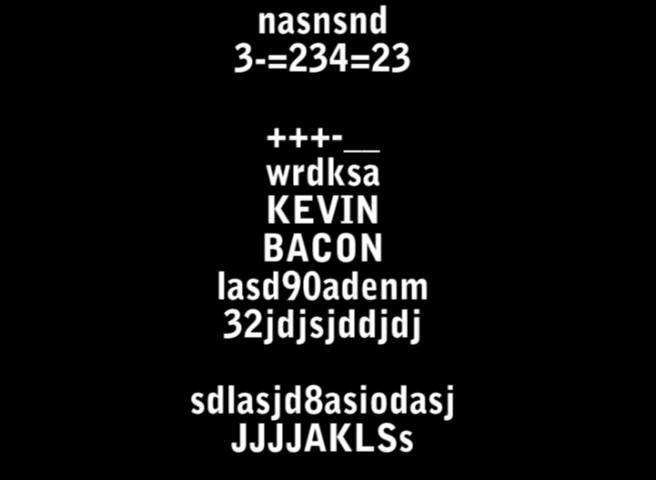 nasnsnd
3-=234=23
+++-__
wrdksa
KEVIN
BACON
lasd90adenm
32jdjsjddjdj
sdlasjd8asiodasj
JJJJAKLSs